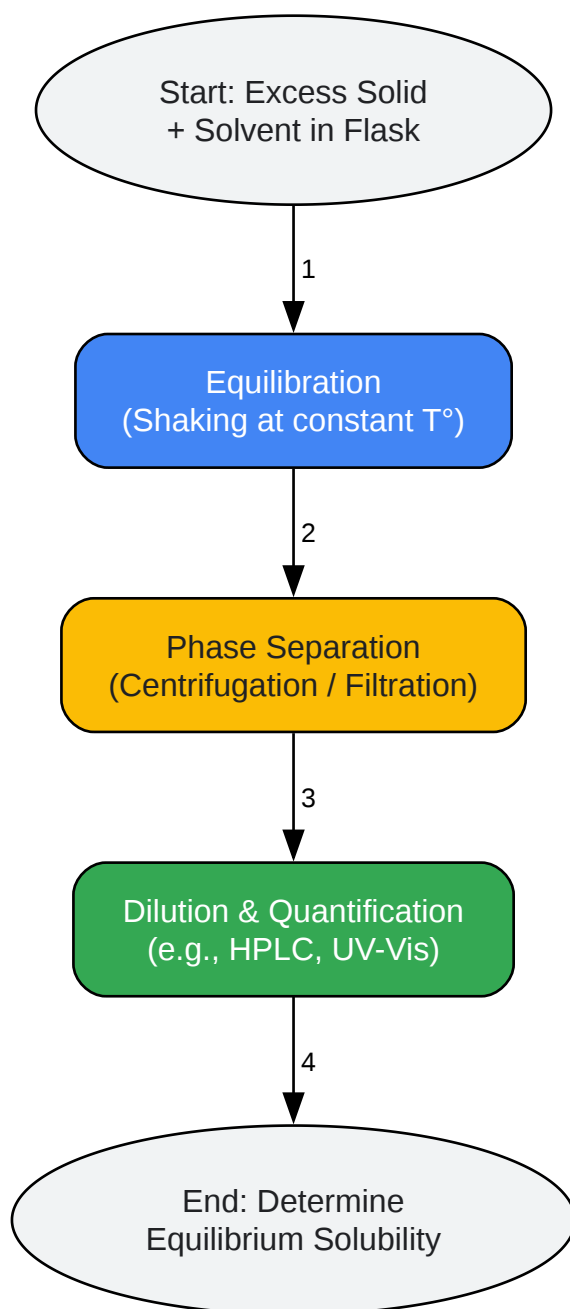 Start: Excess Solid
+ Solvent in Flask
1
Equilibration
(Shaking at constant T°)
2
Phase Separation
(Centrifugation / Filtration)
3
Dilution & Quantification
(e.g., HPLC, UV-Vis)
4
End: Determine
Equilibrium Solubility